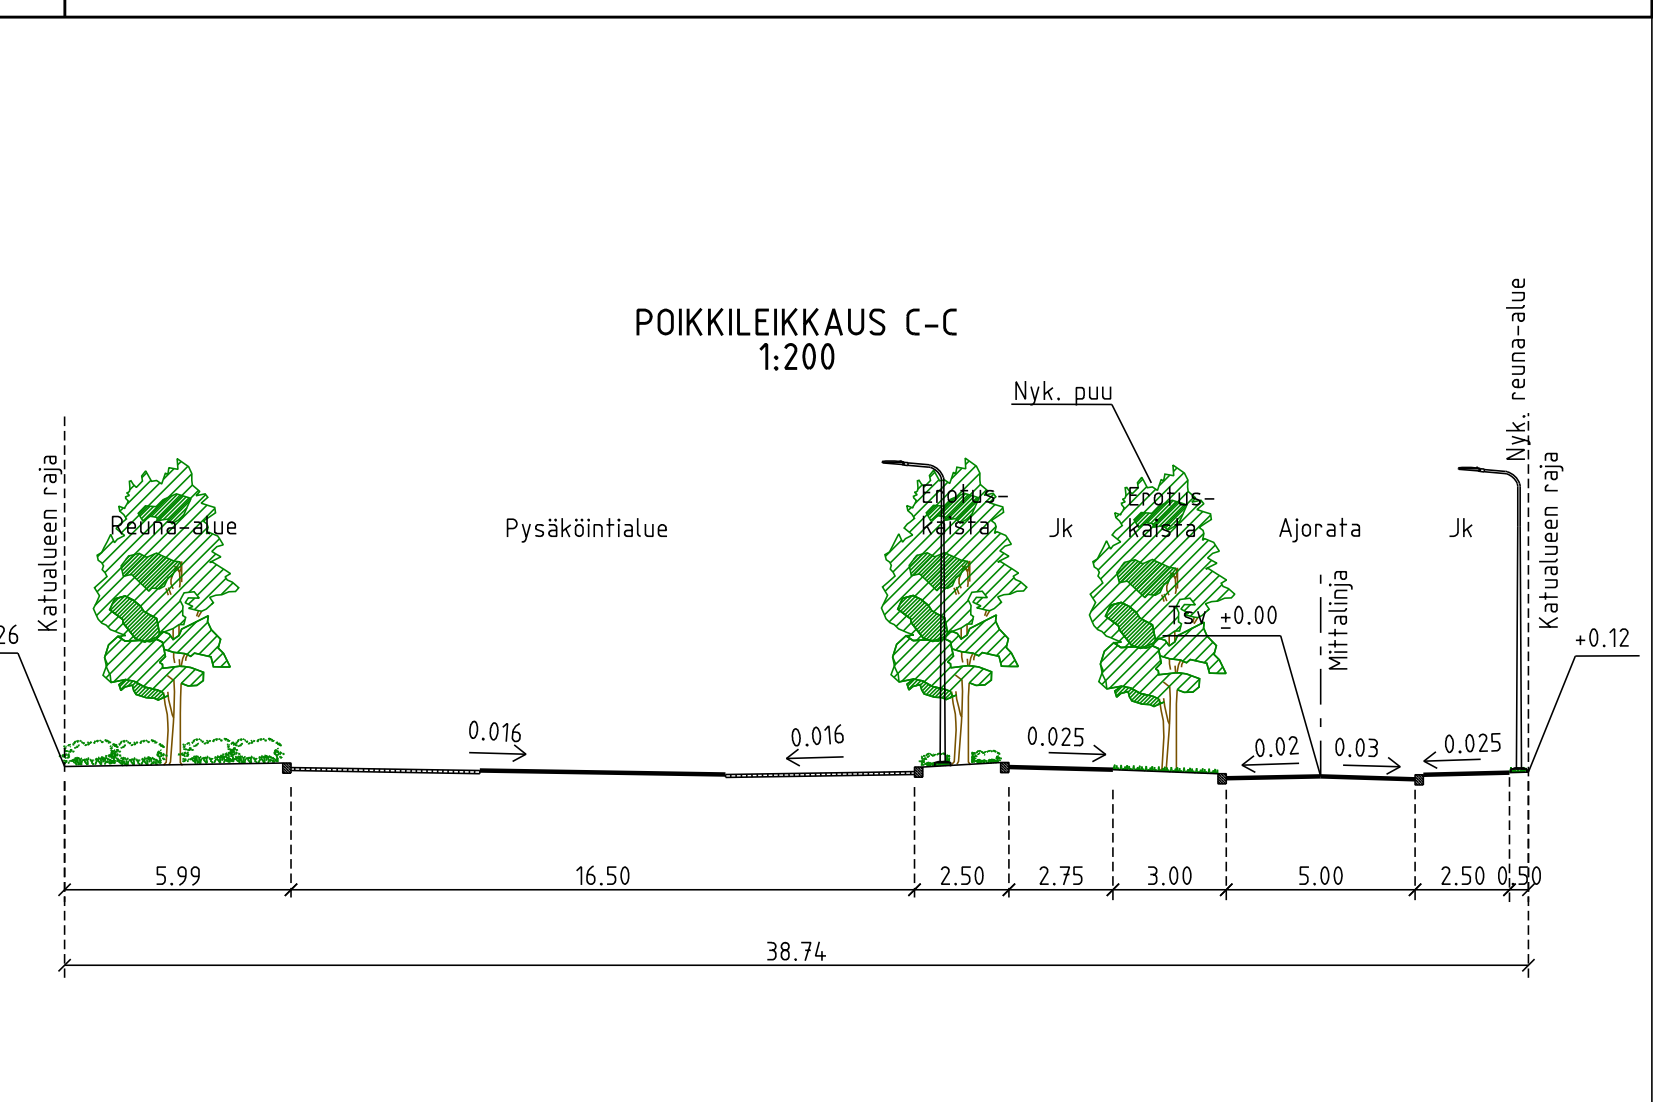 POIKKILEIKKAUS C-C
1:200
Nyk. puu
Nyk. reuna-alue
Katualueen raja
Reuna-alue
Pysäköintialue
Erotus-
kaista
Jk
Erotus-
kaista
Ajorata
Jk
Katualueen raja
Mittalinja
Tsv ±0.00
26
+0.12
0.016
0.016
0.025
0.02
0.03
0.025
5.99
16.50
2.50
2.75
3.00
5.00
2.50
0.50
38.74